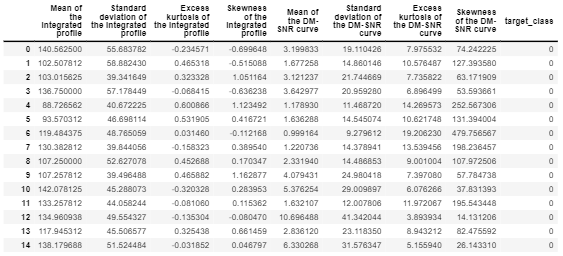 Mean of the Integrated profile Standard deviation of the Integrated profile Excess kurtosis of the Integrated profile Skewness of the Integrated profile Mean of the DM-SNR curve Standard deviation of the DM-SNR curve Excess kurtosis of the DM-SNR curve Skewness of the DM-SNR curve target_class
0 140.562500 55.683782 -0.234571 -0.699648 3.199833 19.110426 7.975532 74.242225 0
1 102.507812 58.882430 0.465318 -0.515088 1.677258 14.860146 10.576487 127.393580 0
2 103.015625 39.341649 0.323328 1.051164 3.121237 21.744669 7.735822 63.171909 0
3 136.750000 57.178449 -0.068415 -0.636238 3.642977 20.959280 6.896499 53.593661 0
4 88.726562 40.672225 0.600866 1.123492 1.178930 11.468720 14.269573 252.567306 0
5 93.570312 46.698114 0.531905 0.416721 1.636288 14.545074 10.621748 131.394004 0
6 119.484375 48.765059 0.031460 -0.112168 0.999164 9.279612 19.206230 479.756567 0
7 130.382812 39.844056 -0.158323 0.389540 1.220736 14.378941 13.539456 198.236457 0
8 107.250000 52.627078 0.452688 0.170347 2.331940 14.486853 9.001004 107.972506 0
9 107.257812 39.496488 0.465882 1.162877 4.079431 24.980418 7.397080 57.784738 0
10 142.078125 45.288073 -0.320328 0.283953 5.376254 29.009897 6.076266 37.831393 0
11 133.257812 44.058244 -0.081060 0.115362 1.632107 12.007806 11.972067 195.543448 0
12 134.960938 49.554327 -0.135304 -0.080470 10.696488 41.342044 3.893934 14.131206 0
13 117.945312 45.506577 0.325438 0.661459 2.836120 23.118350 8.943212 82.475592 0
14 138.179688 51.524484 -0.031852 0.046797 6.330268 31.576347 5.155940 26.143310 0